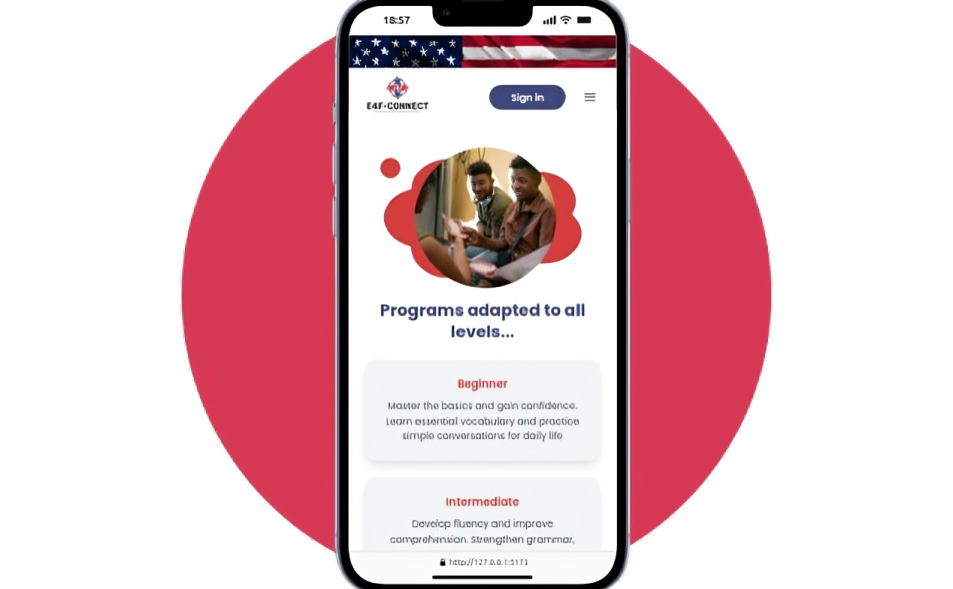 18:57
E4F-CONNECT
Sign in
Programs adapted to all
levels...
Beginner
Master the basics and gain confidence.
Learn essential vocabulary and practice
simple conversations for daily life
Intermediate
Develop fluency and improve
comprehension. Strengthen grammar,
http://127.0.0.1:5173